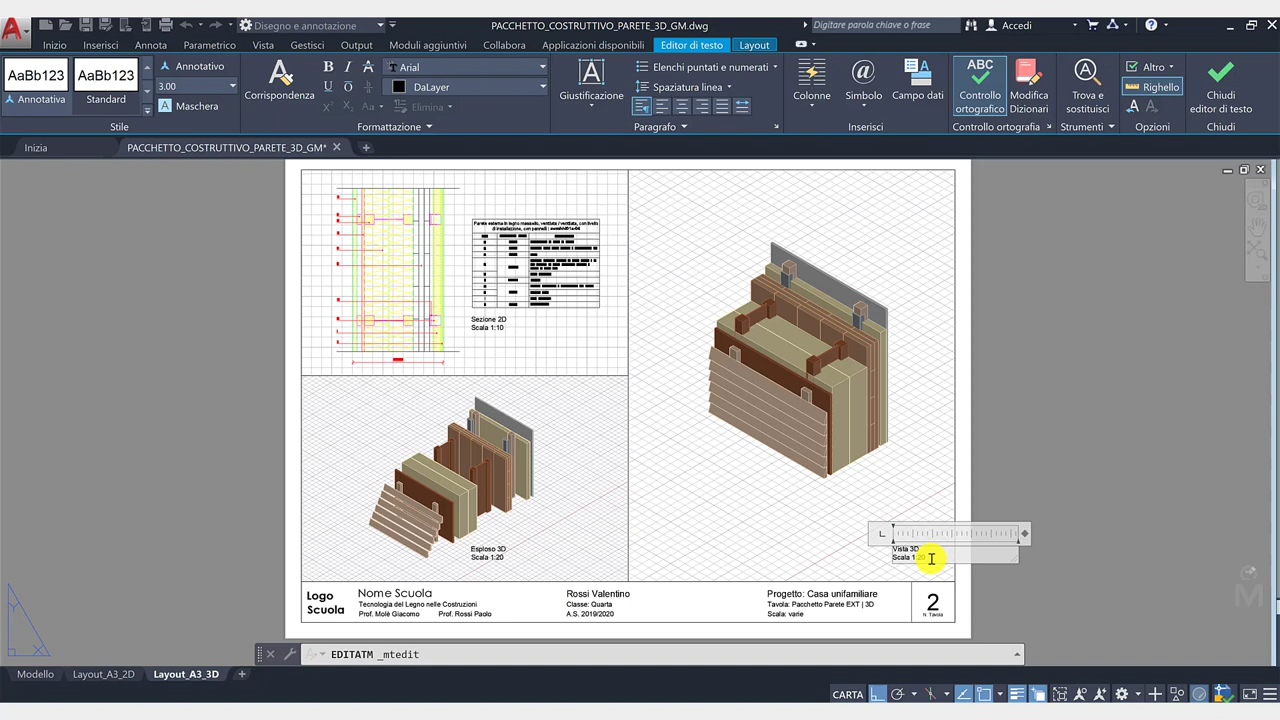 Disegno e annotazione
PACCHETTO_COSTRUTTIVO_PARETE_3D_GM.dwg
Digitare parola chiave o frase
Accedi
Inizio Inserisci Annota Parametrico Vista Gestisci Output Moduli aggiuntivi Collabora Applicazioni disponibili Editor di testo Layout
AaBb123 AaBb123
Annotativa Standard
Annotativo
3.00
Maschera
Stile
Corrispondenza
Arial
DaLayer
Elimina
Formattazione
Giustificazione
Elenchi puntati e numerati
Spaziatura linea
Paragrafo
Colonne
Simbolo
Campo dati
Inserisci
ABC
Controllo ortografico
Modifica Dizionari
Controllo ortografia
Trova e sostituisci
Strumenti
Altro
Righello
Opzioni
Chiudi editor di testo
Chiudi
Inizia
PACCHETTO_COSTRUTTIVO_PARETE_3D_GM*
Sezione 2D
Scala 1:10
Esploso 3D
Scala 1:20
Vista 3D
Scala 1:20
Logo
Scuola
Nome Scuola
Tecnologia del Legno nelle Costruzioni
Prof. Molè Giacomo Prof. Rossi Paolo
Rossi Valentino
Classe: Quarta
A.S. 2019/2020
Progetto: Casa unifamiliare
Tavola: Pacchetto Parete EXT | 3D
Scala: varie
2
n. Tavola
EDITATM _mtedit
Modello Layout_A3_2D Layout_A3_3D
CARTA